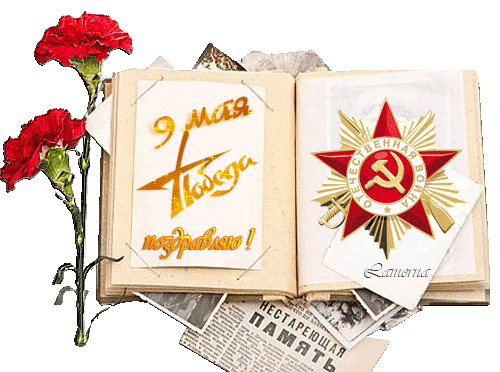 9 мая
Победа
поздравляю !
ОТЕЧЕСТВЕННАЯ ВОЙНА
Lamerna
НЕСТАРЕЮЩАЯ
ПАМЯТЬ